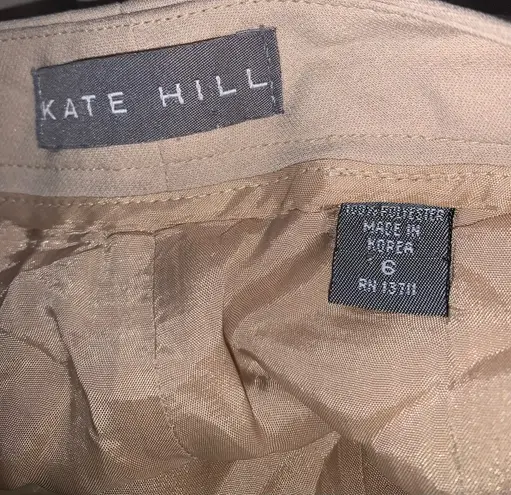 KATE HILL
100% POLYESTER
MADE IN
KOREA
6
RN 13711